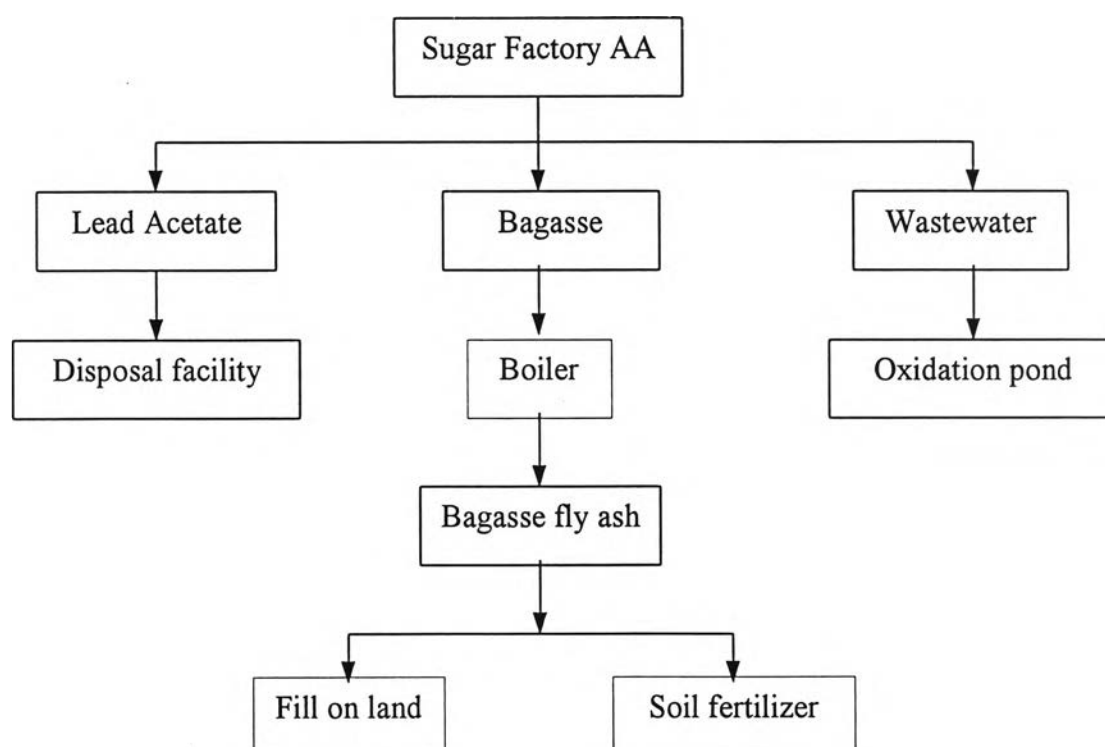 Sugar Factory AA
Lead Acetate
Bagasse
Wastewater
Disposal facility
Boiler
Oxidation pond
Bagasse fly ash
Fill on land
Soil fertilizer